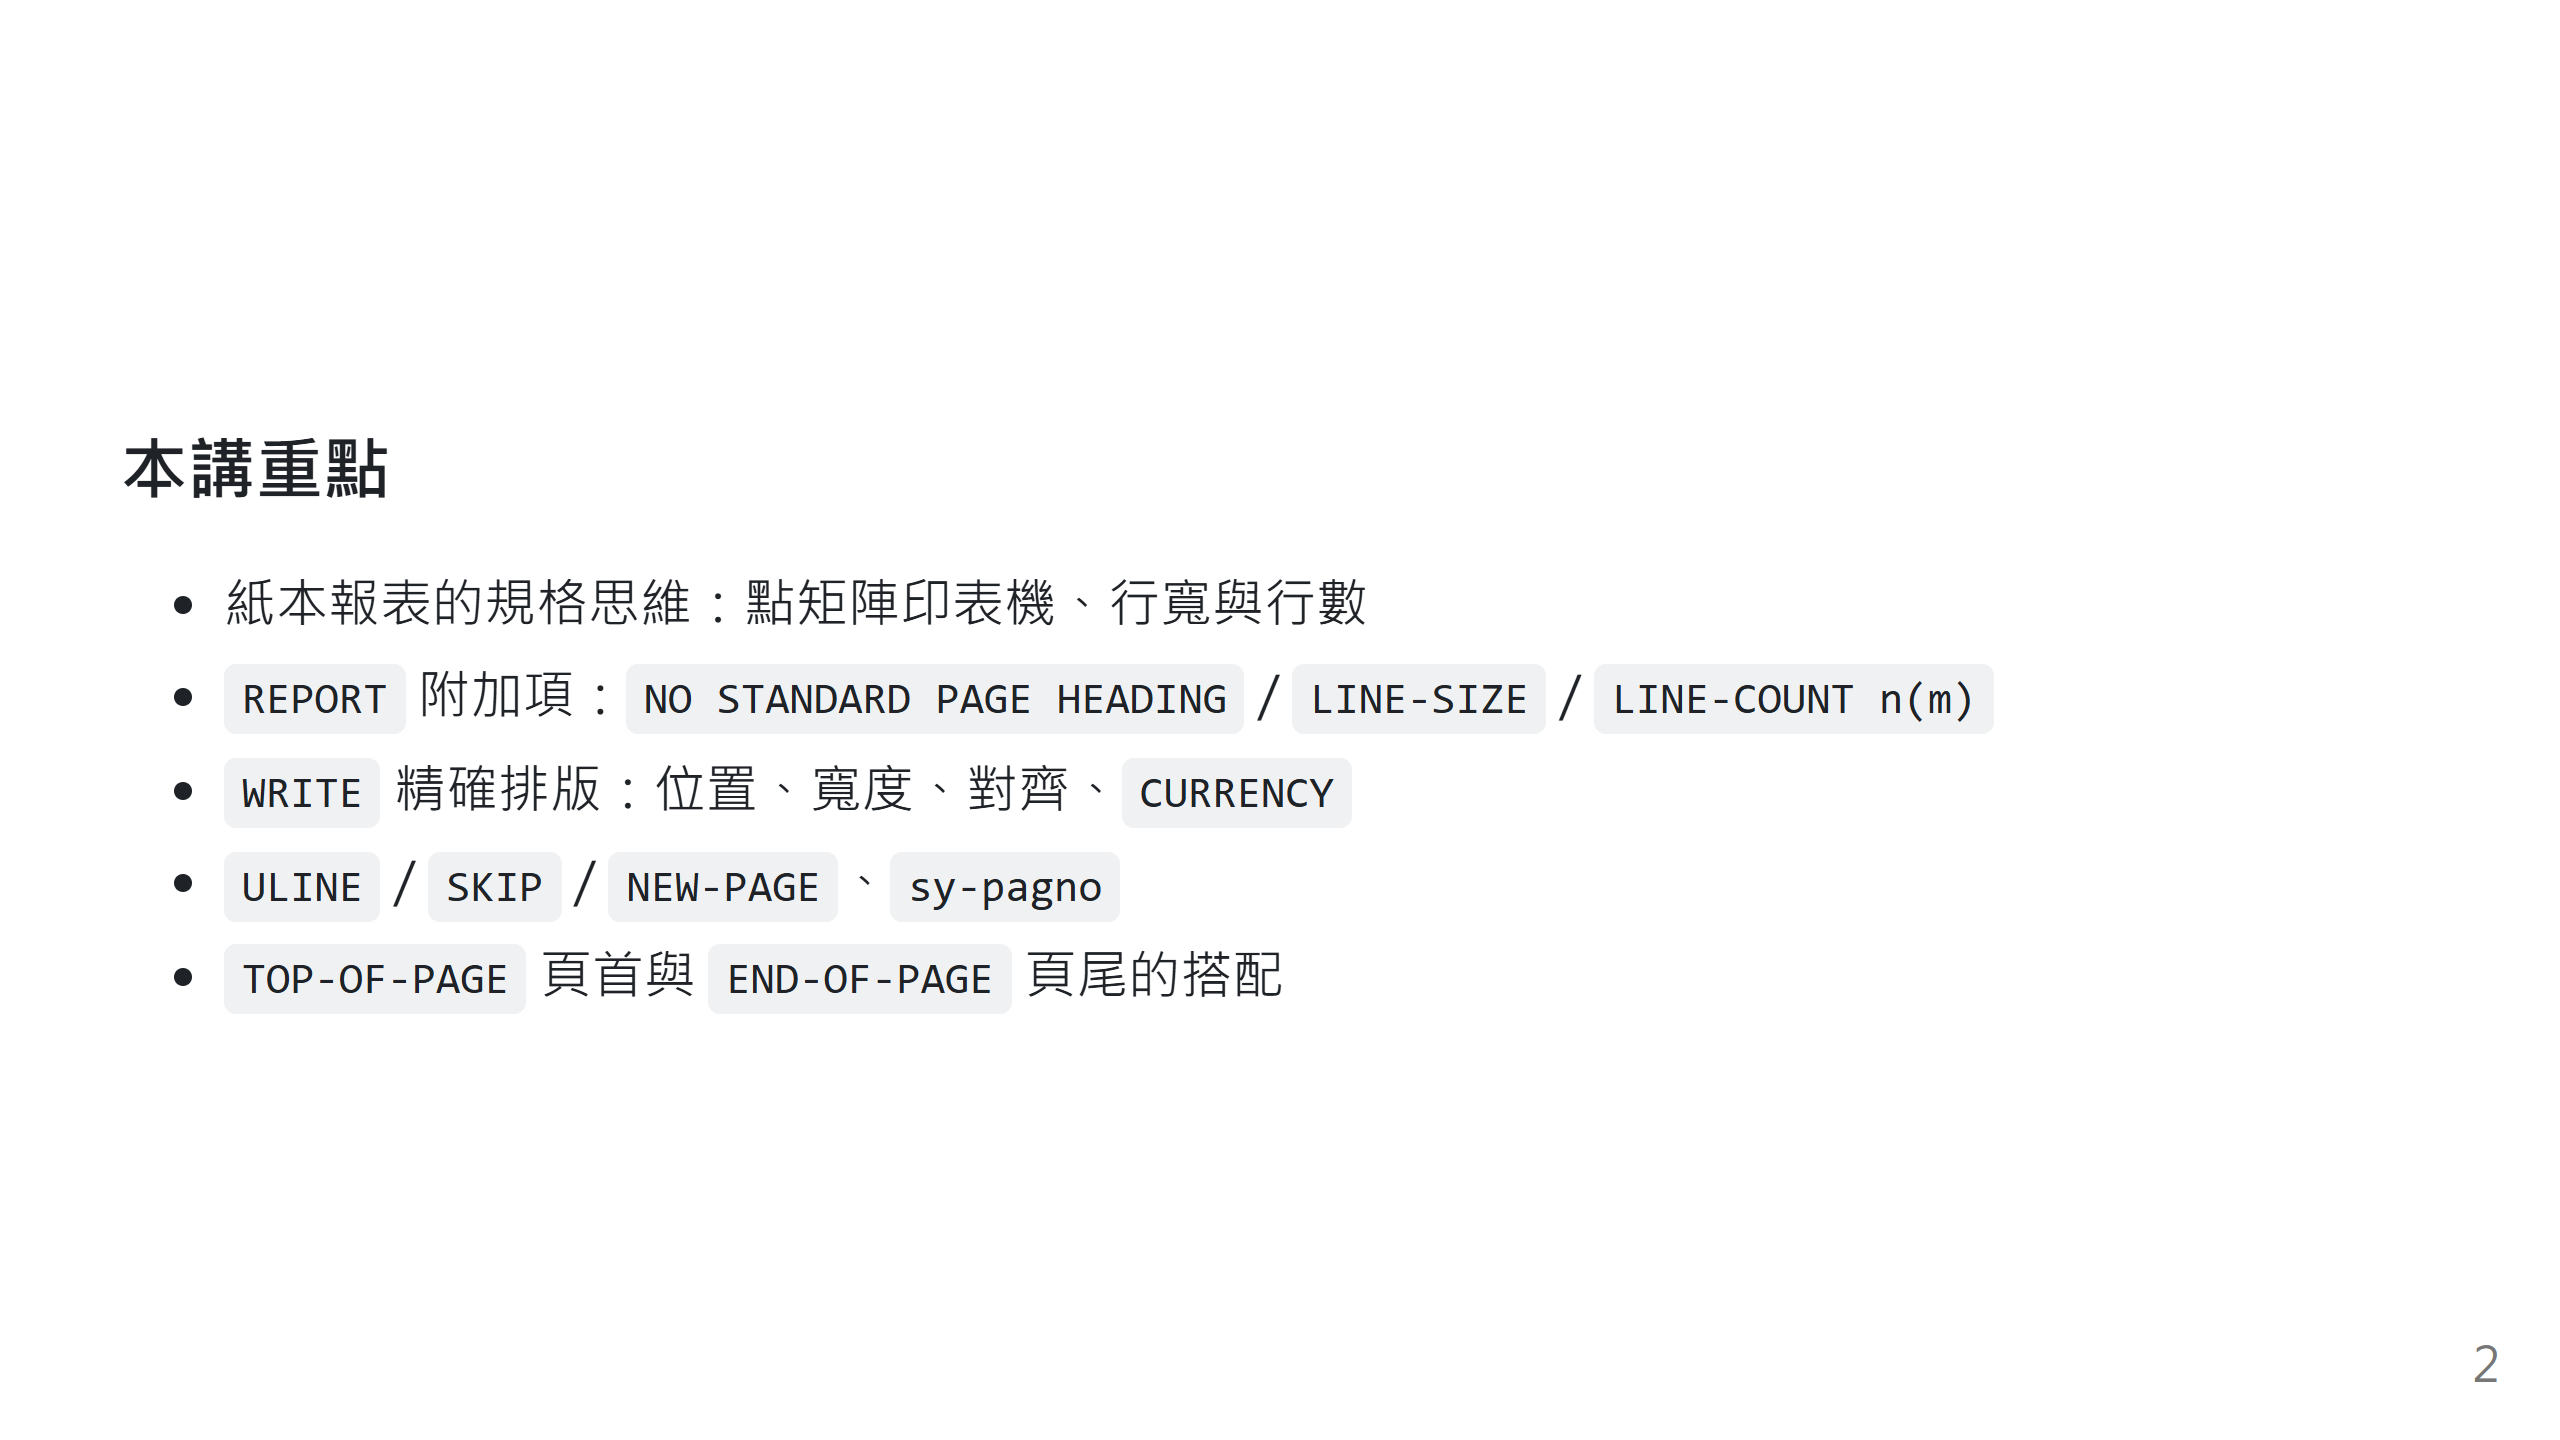 本講重點
• 紙本報表的規格思維：點矩陣印表機、行寬與行數
• REPORT 附加項：NO STANDARD PAGE HEADING / LINE-SIZE / LINE-COUNT n(m)
• WRITE 精確排版：位置、寬度、對齊、CURRENCY
• ULINE / SKIP / NEW-PAGE、sy-pagno
• TOP-OF-PAGE 頁首與 END-OF-PAGE 頁尾的搭配
2